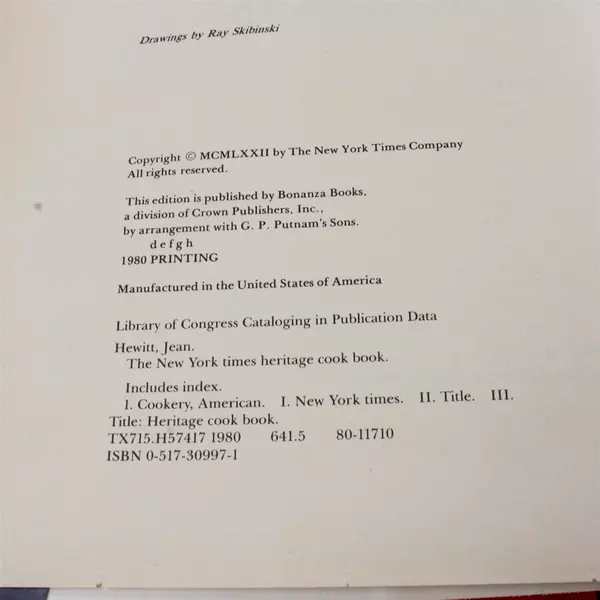 Drawings by Ray Skibinski
Copyright © MCMLXXII by The New York Times Company
All rights reserved.
This edition is published by Bonanza Books,
a division of Crown Publishers, Inc.,
by arrangement with G. P. Putnam's Sons.
d e f g h
1980 PRINTING
Manufactured in the United States of America
Library of Congress Cataloging in Publication Data
Hewitt, Jean.
The New York times heritage cook book.
Includes index.
1. Cookery, American. I. New York times. II. Title. III.
Title: Heritage cook book.
TX715.H57417 1980 641.5 80-11710
ISBN 0-517-30997-1